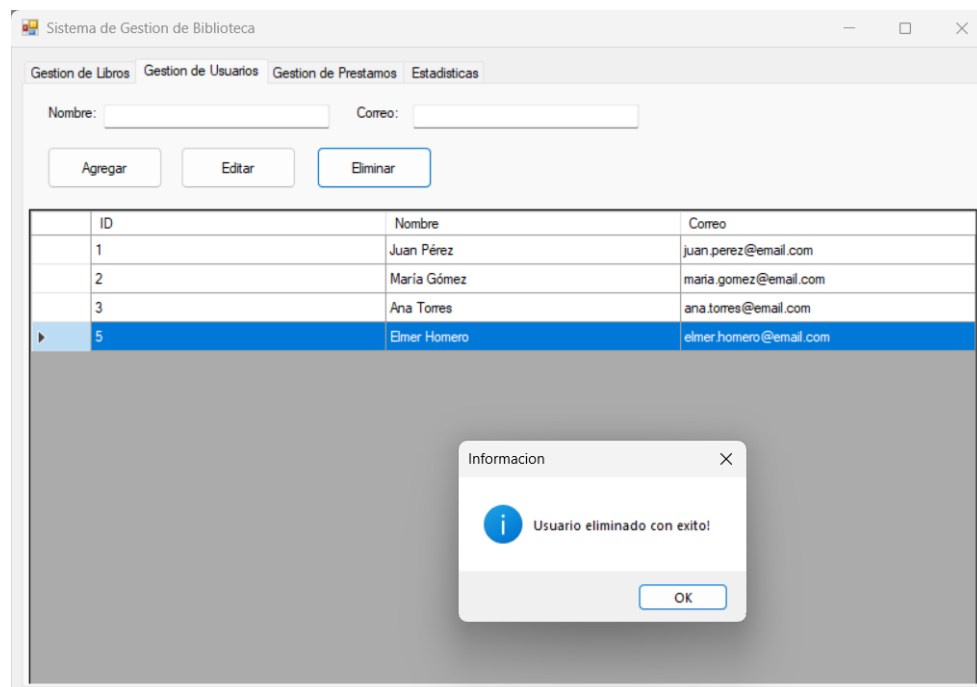 Sistema de Gestion de Biblioteca
Gestion de Libros Gestion de Usuarios Gestion de Prestamos Estadisticas
Nombre: Correo:
Agregar Editar Eliminar
ID Nombre Correo
1 Juan Pérez juan.perez@email.com
2 María Gómez maria.gomez@email.com
3 Ana Torres ana.torres@email.com
5 Elmer Homero elmer.homero@email.com
Informacion
Usuario eliminado con exito!
OK